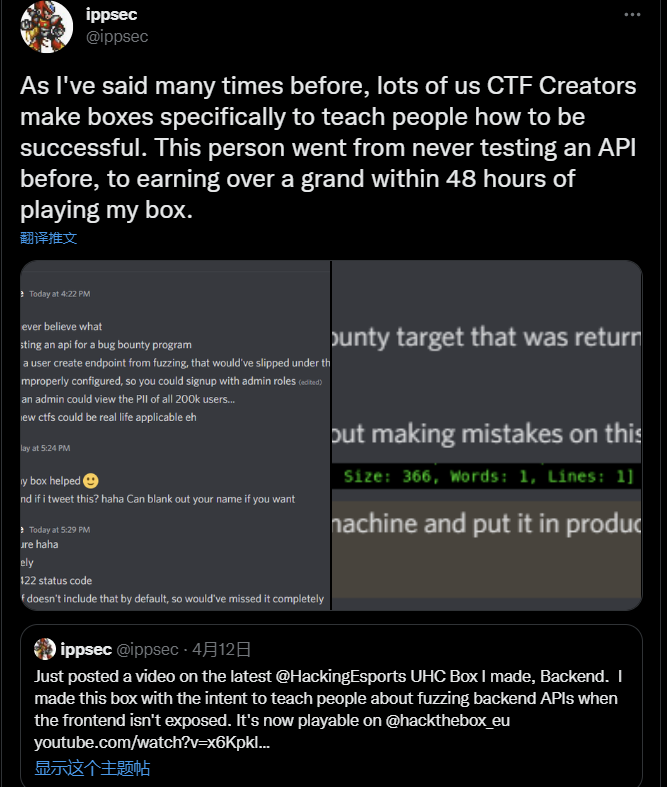 ippsec
@ippsec
As I've said many times before, lots of us CTF Creators
make boxes specifically to teach people how to be
successful. This person went from never testing an API
before, to earning over a grand within 48 hours of
playing my box.
翻译推文
e Today at 4:22 PM
ever believe what
sting an api for a bug bounty program
a user create endpoint from fuzzing, that would've slipped under th
mproperly configured, so you could signup with admin roles (edited)
an admin could view the PII of all 200k users...
ew ctfs could be real life applicable eh
ay at 5:24 PM
y box helped
nd if i tweet this? haha Can blank out your name if you want
e Today at 5:29 PM
ure haha
ely
422 status code
f doesn't include that by default, so would've missed it completely
ounty target that was return
out making mistakes on this
Size: 366, Words: 1, Lines: 1]
machine and put it in produc
ippsec @ippsec · 4月12日
Just posted a video on the latest @HackingEsports UHC Box I made, Backend. I
made this box with the intent to teach people about fuzzing backend APIs when
the frontend isn't exposed. It's now playable on @hackthebox_eu
youtube.com/watch?v=x6Kpkl...
显示这个主题帖